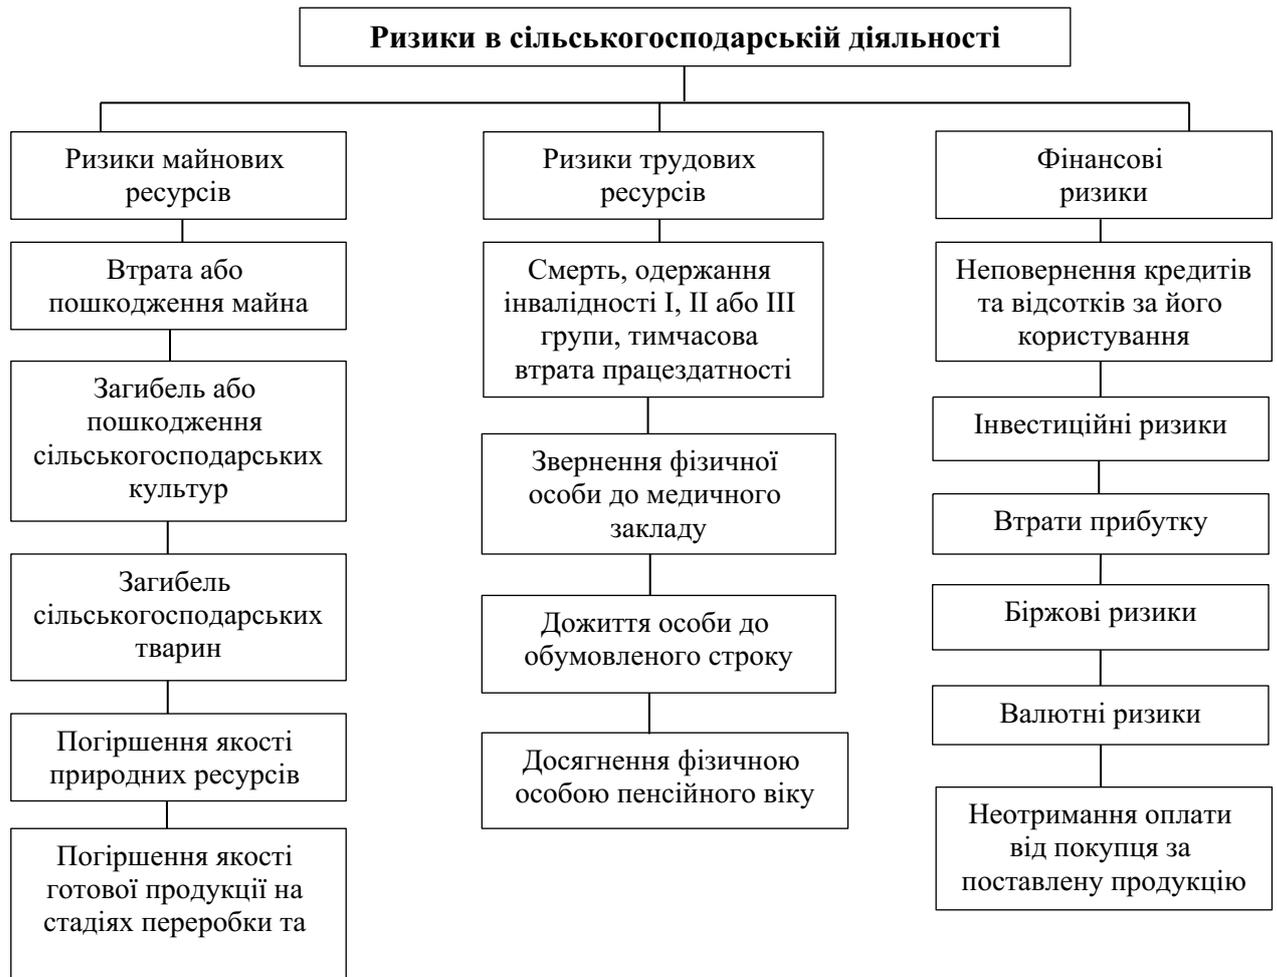 Ризики в сільськогосподарській діяльності
Ризики майнових
ресурсів
Втрата або
пошкодження майна
Загибель або
пошкодження
сільськогосподарських
культур
Загибель
сільськогосподарських
тварин
Погіршення якості
природних ресурсів
Погіршення якості
готової продукції на
стадіях переробки та
Ризики трудових
ресурсів
Смерть, одержання
інвалідності І, ІІ або ІІІ
групи, тимчасова
втрата працездатності
Звернення фізичної
особи до медичного
закладу
Дожиття особи до
обумовленого строку
Досягнення фізичною
особою пенсійного віку
Фінансові
ризики
Неповернення кредитів
та відсотків за його
користування
Інвестиційні ризики
Втрати прибутку
Біржові ризики
Валютні ризики
Неотримання оплати
від покупця за
поставлену продукцію